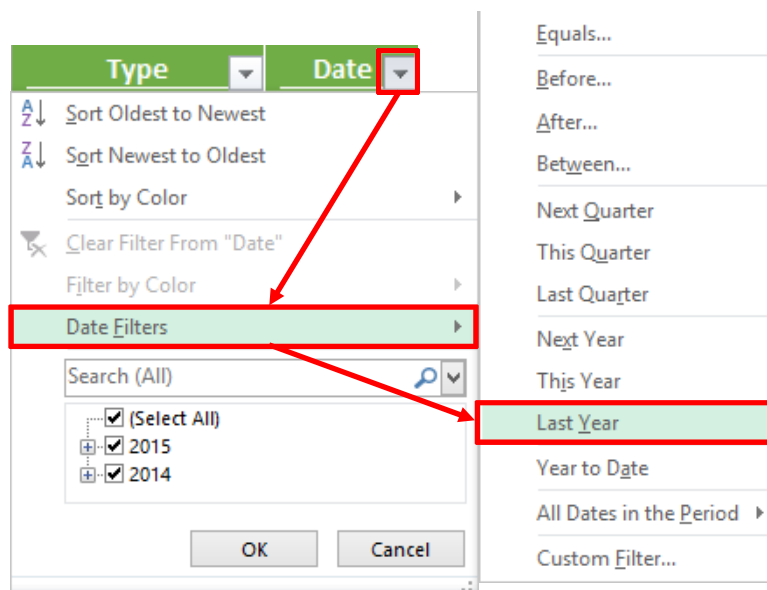 Type
Date
Sort Oldest to Newest
Sort Newest to Oldest
Sort by Color
Clear Filter From "Date"
Filter by Color
Date Filters
Search (All)
(Select All)
2015
2014
OK
Cancel
Equals...
Before...
After...
Between...
Next Quarter
This Quarter
Last Quarter
Next Year
This Year
Last Year
Year to Date
All Dates in the Period
Custom Filter...